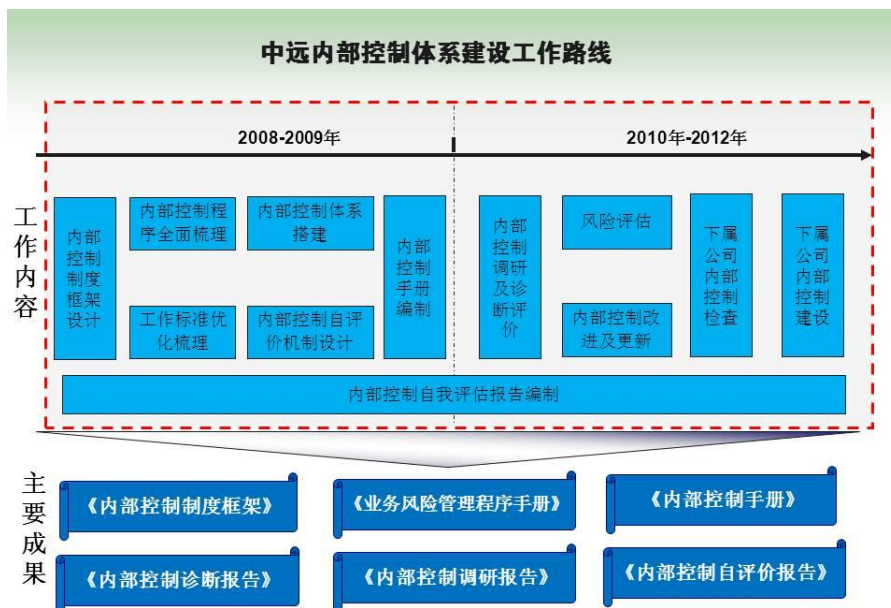 中远内部控制体系建设工作路线
2008-2009年
2010年-2012年
工作内容
内部
控制
制度
框架
设计
内部控制程
序全面梳理
工作标准优
化梳理
内部控制体系
搭建
内部控制自评
价机制设计
内部
控制
手册
编制
内部
控制
调研
及诊
断评
价
风险评估
内部控制改
进及更新
下属
公司
内部
控制
检查
下属
公司
内部
控制
建设
内部控制自我评估报告编制
主要成果
《内部控制制度框架》
《业务风险管理程序手册》
《内部控制手册》
《内部控制诊断报告》
《内部控制调研报告》
《内部控制自评价报告》